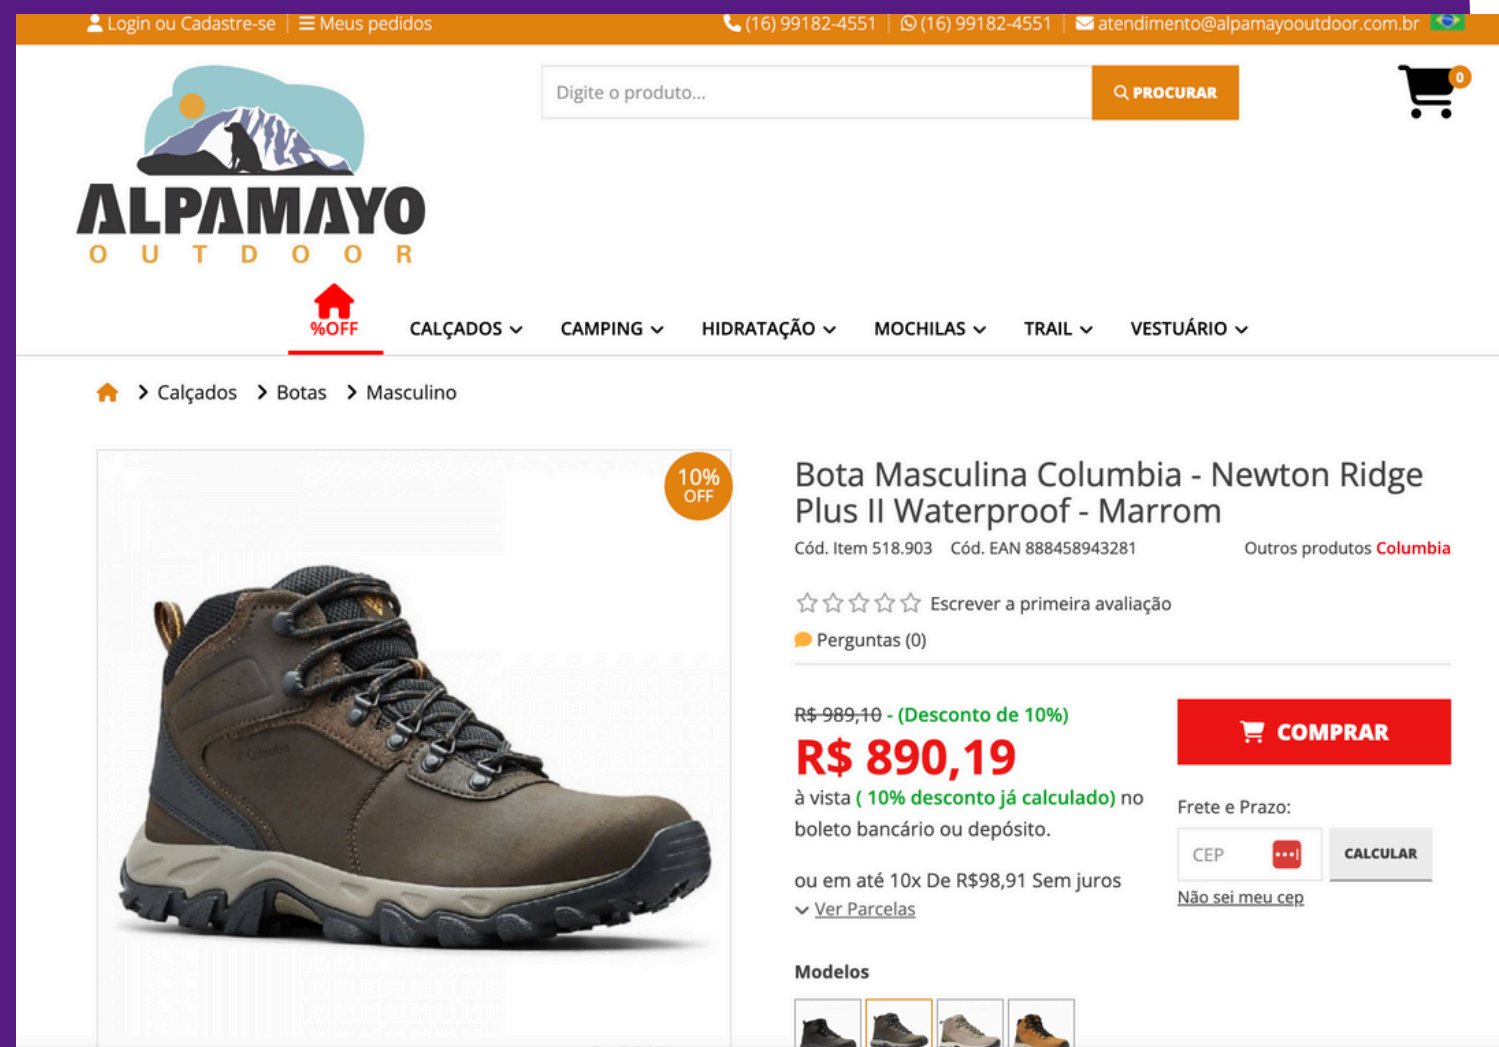 Login ou Cadastre-se
Meus pedidos
(16) 99182-4551
(16) 99182-4551
atendimento@alpamayooutdoor.com.br
ALPAMAYO
OUTDOOR
Digite o produto...
PROCURAR
0
%OFF
CALÇADOS
CAMPING
HIDRATAÇÃO
MOCHILAS
TRAIL
VESTUÁRIO
Calçados
Botas
Masculino
10%
OFF
Columbia
Bota Masculina Columbia - Newton Ridge
Plus II Waterproof - Marrom
Cód. Item 518.903 Cód. EAN 888458943281
Outros produtos Columbia
Escrever a primeira avaliação
Perguntas (0)
R$ 989,10 - (Desconto de 10%)
R$ 890,19
à vista ( 10% desconto já calculado) no
boleto bancário ou depósito.
ou em até 10x De R$98,91 Sem juros
Ver Parcelas
COMPRAR
Frete e Prazo:
CEP
CALCULAR
Não sei meu cep
Modelos